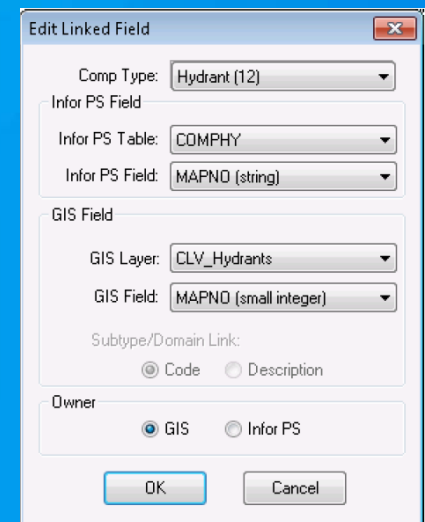 Edit Linked Field
Comp Type: Hydrant (12)
Infor PS Field
Infor PS Table: COMPHY
Infor PS Field: MAPNO (string)
GIS Field
GIS Layer: CLV_Hydrants
GIS Field: MAPNO (small integer)
Subtype/Domain Link:
Code Description
Owner
GIS Infor PS
OK Cancel